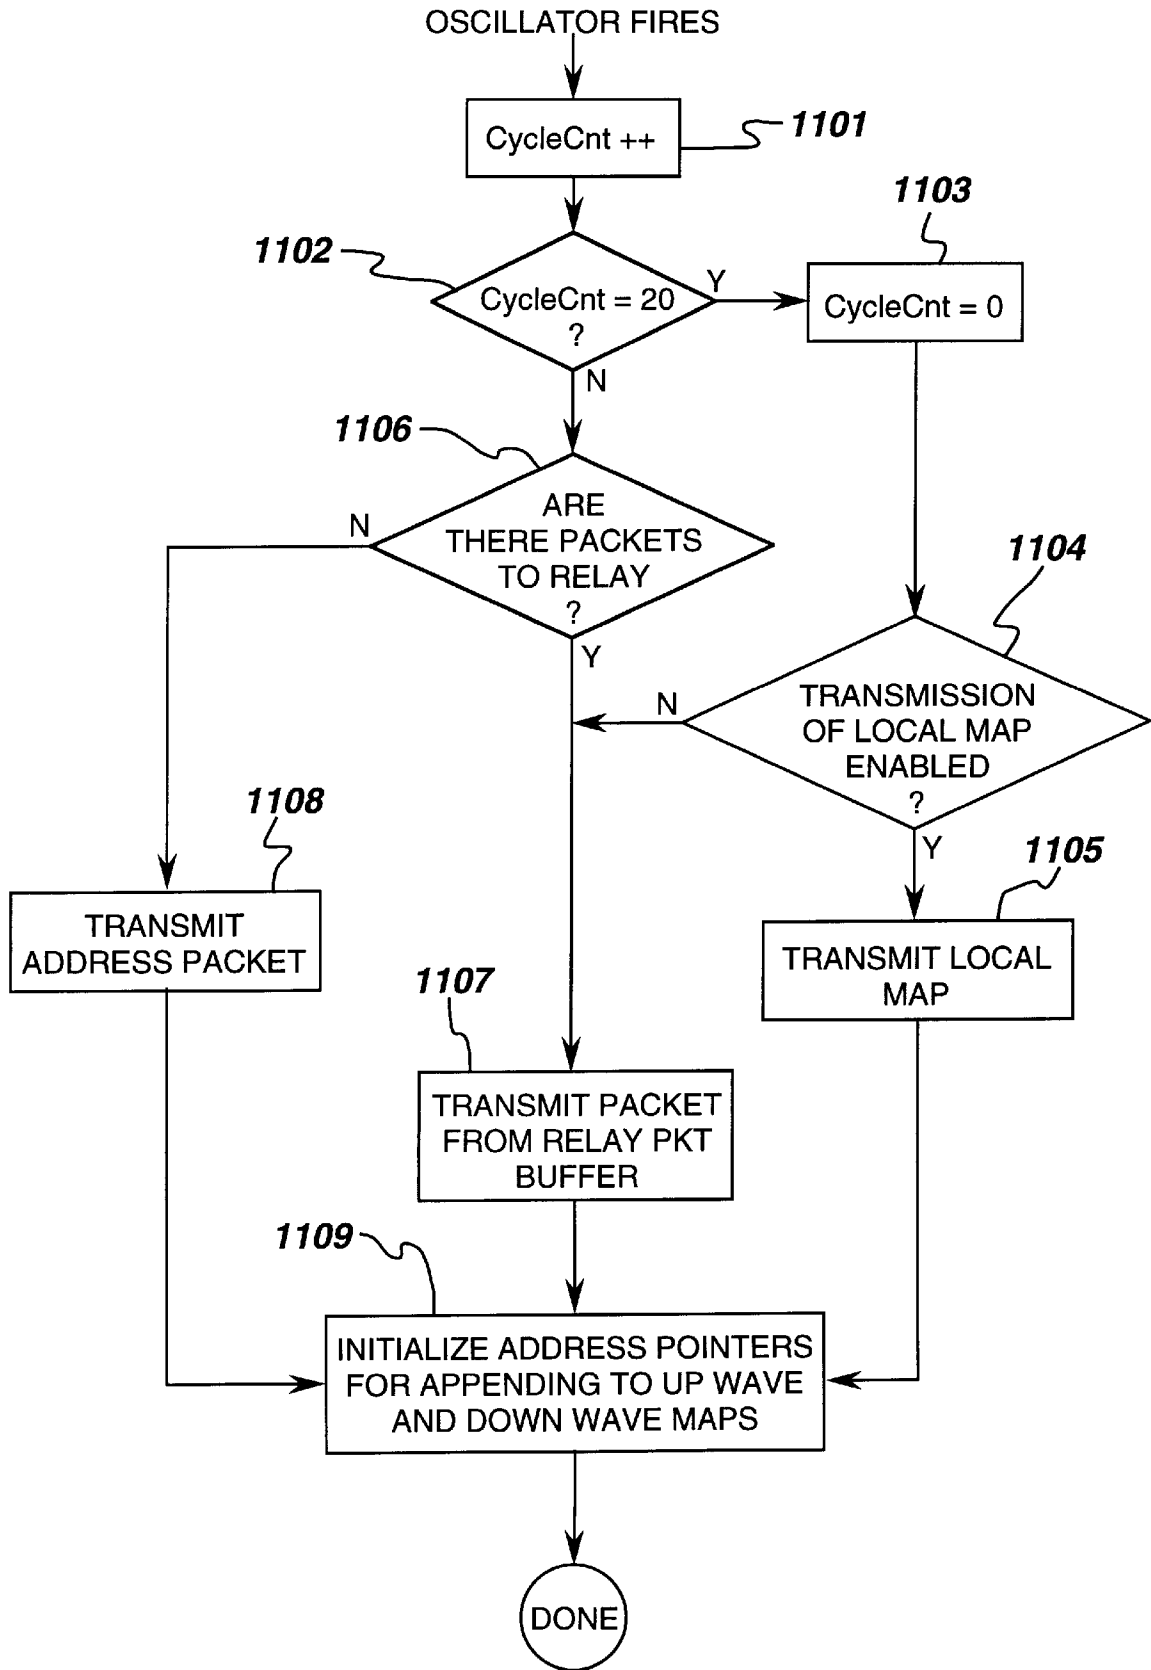 OSCILLATOR FIRES
CycleCnt ++
1101
1103
1102
CycleCnt = 20
?
Y
CycleCnt = 0
N
1106
ARE
THERE PACKETS
TO RELAY
?
N
Y
1104
TRANSMISSION
OF LOCAL MAP
ENABLED
?
N
Y
1108
TRANSMIT
ADDRESS PACKET
1105
TRANSMIT LOCAL
MAP
1107
TRANSMIT PACKET
FROM RELAY PKT
BUFFER
1109
INITIALIZE ADDRESS POINTERS
FOR APPENDING TO UP WAVE
AND DOWN WAVE MAPS
DONE